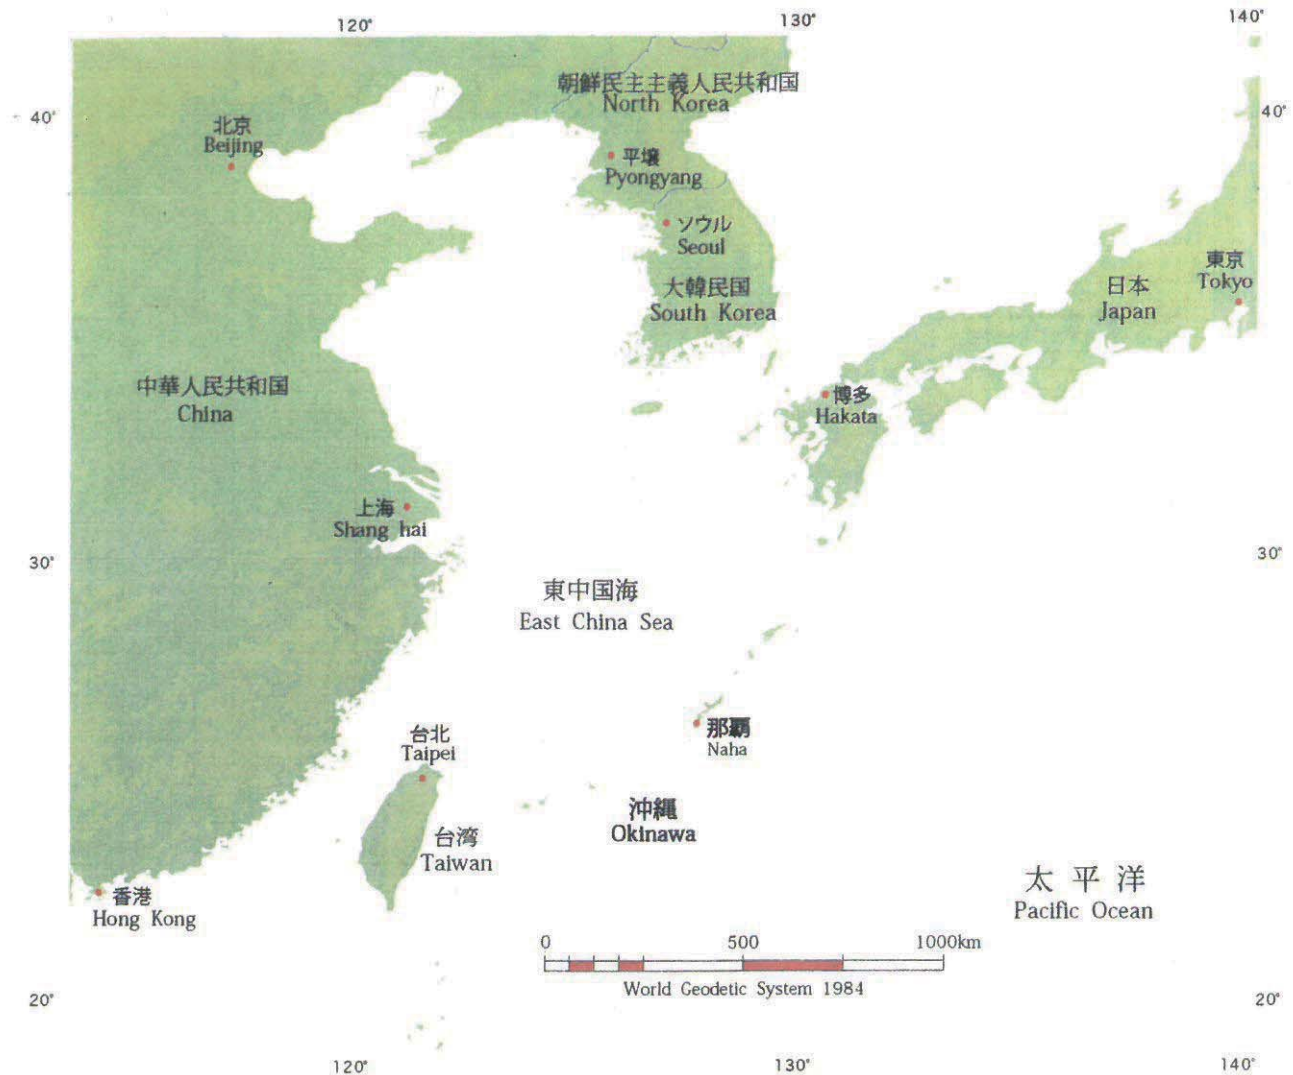 120°
130°
140°
朝鮮民主主義人民共和国
North Korea
40°
40°
北京
Beijing
平壌
Pyongyang
ソウル
Seoul
大韓民国
South Korea
東京
Tokyo
日本
Japan
中華人民共和国
China
博多
Hakata
上海
Shang hai
30°
30°
東中国海
East China Sea
那覇
Naha
台北
Taipei
沖縄
Okinawa
台湾
Taiwan
太平洋
Pacific Ocean
香港
Hong Kong
0 500 1000km
World Geodetic System 1984
20°
20°
120°
130°
140°